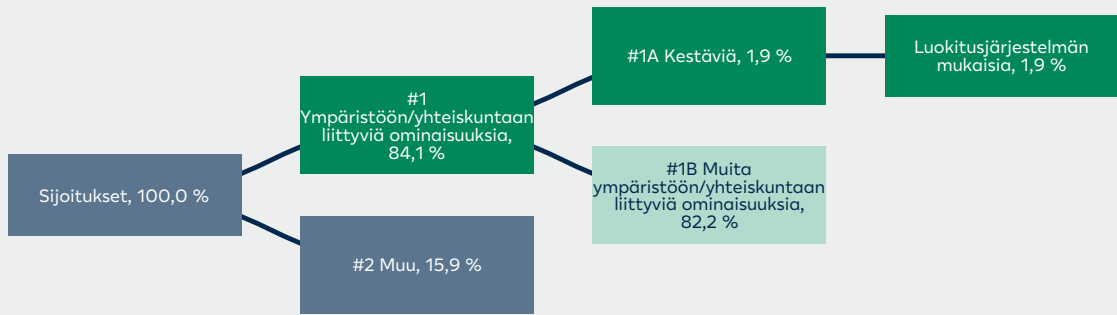 #1A Kestäviä, 1,9 %
Luokitusjärjestelmän
mukaisia, 1,9 %
#1
Ympäristöön/yhteiskuntaan
liittyviä ominaisuuksia,
84,1 %
#1B Muita
ympäristöön/yhteiskuntaan
liittyviä ominaisuuksia,
82,2 %
Sijoitukset, 100,0 %
#2 Muu, 15,9 %